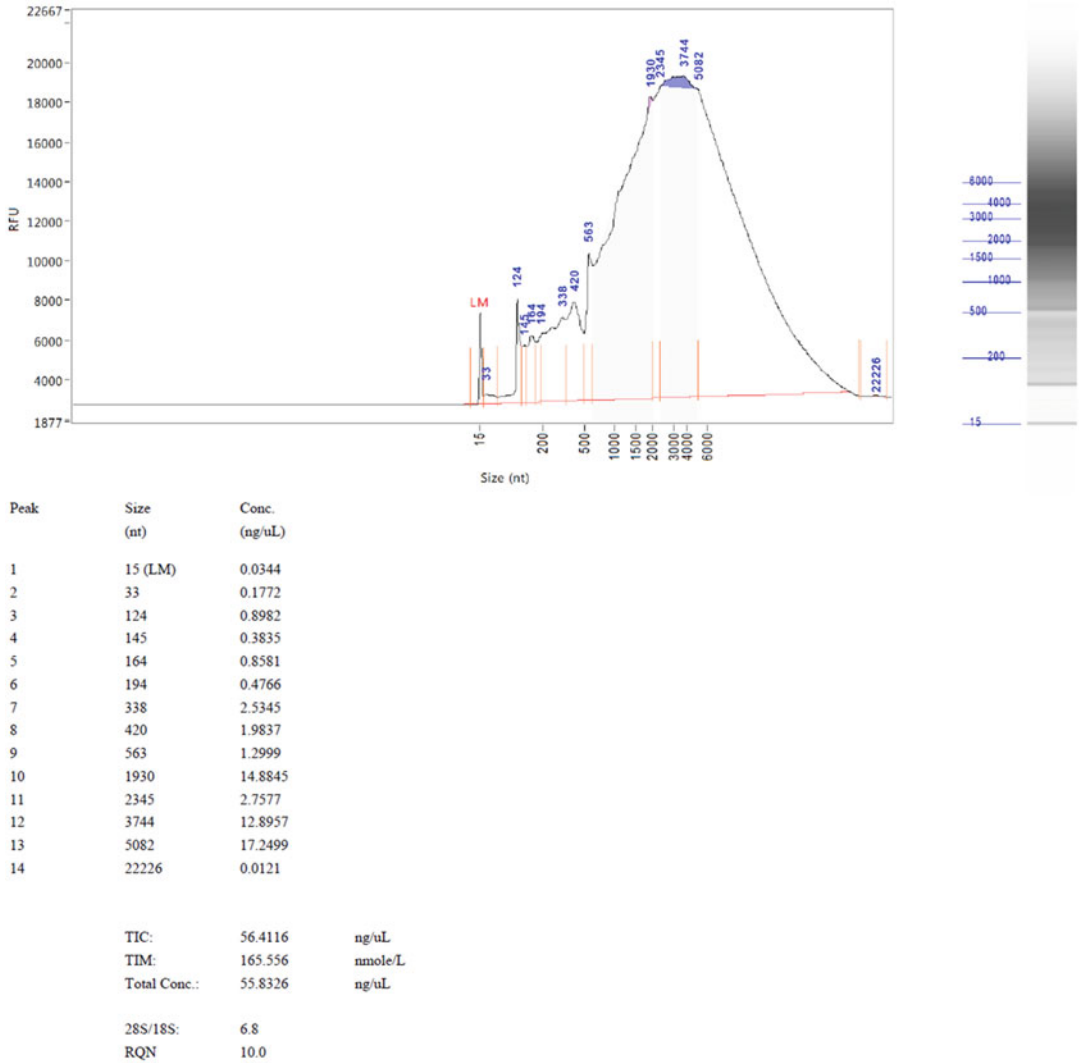 22667
20000
18000
16000
14000
12000
10000
8000
6000
4000
1877
RFU
LM
33
124
145
164
194
338
420
563
1930
2345
3744
5082
22226
15
200
500
1000
1500
2000
3000
4000
6000
Size (nt)
6000
4000
3000
2000
1500
1000
500
200
15
Peak Size Conc.
(nt) (ng/uL)
1 15 (LM) 0.0344
2 33 0.1772
3 124 0.8982
4 145 0.3835
5 164 0.8581
6 194 0.4766
7 338 2.5345
8 420 1.9837
9 563 1.2999
10 1930 14.8845
11 2345 2.7577
12 3744 12.8957
13 5082 17.2499
14 22226 0.0121
TIC: 56.4116 ng/uL
TIM: 165.556 nmole/L
Total Conc.: 55.8326 ng/uL
28S/18S: 6.8
RQN 10.0